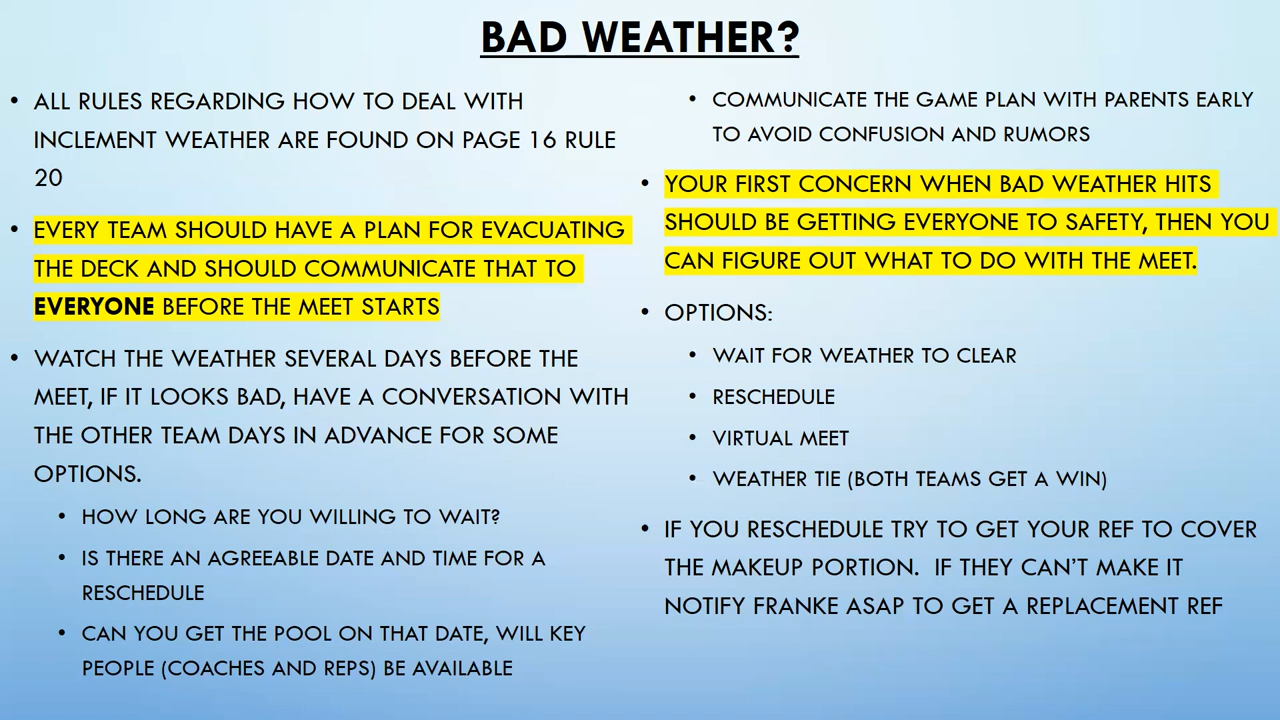 BAD WEATHER?
• ALL RULES REGARDING HOW TO DEAL WITH
INCLEMENT WEATHER ARE FOUND ON PAGE 16 RULE
20
• EVERY TEAM SHOULD HAVE A PLAN FOR EVACUATING
THE DECK AND SHOULD COMMUNICATE THAT TO
EVERYONE BEFORE THE MEET STARTS
• WATCH THE WEATHER SEVERAL DAYS BEFORE THE
MEET, IF IT LOOKS BAD, HAVE A CONVERSATION WITH
THE OTHER TEAM DAYS IN ADVANCE FOR SOME
OPTIONS.
• HOW LONG ARE YOU WILLING TO WAIT?
• IS THERE AN AGREEABLE DATE AND TIME FOR A
RESCHEDULE
• CAN YOU GET THE POOL ON THAT DATE, WILL KEY
PEOPLE (COACHES AND REPS) BE AVAILABLE
• COMMUNICATE THE GAME PLAN WITH PARENTS EARLY
TO AVOID CONFUSION AND RUMORS
• YOUR FIRST CONCERN WHEN BAD WEATHER HITS
SHOULD BE GETTING EVERYONE TO SAFETY, THEN YOU
CAN FIGURE OUT WHAT TO DO WITH THE MEET.
• OPTIONS:
• WAIT FOR WEATHER TO CLEAR
• RESCHEDULE
• VIRTUAL MEET
• WEATHER TIE (BOTH TEAMS GET A WIN)
• IF YOU RESCHEDULE TRY TO GET YOUR REF TO COVER
THE MAKEUP PORTION.  IF THEY CAN'T MAKE IT
NOTIFY FRANKE ASAP TO GET A REPLACEMENT REF